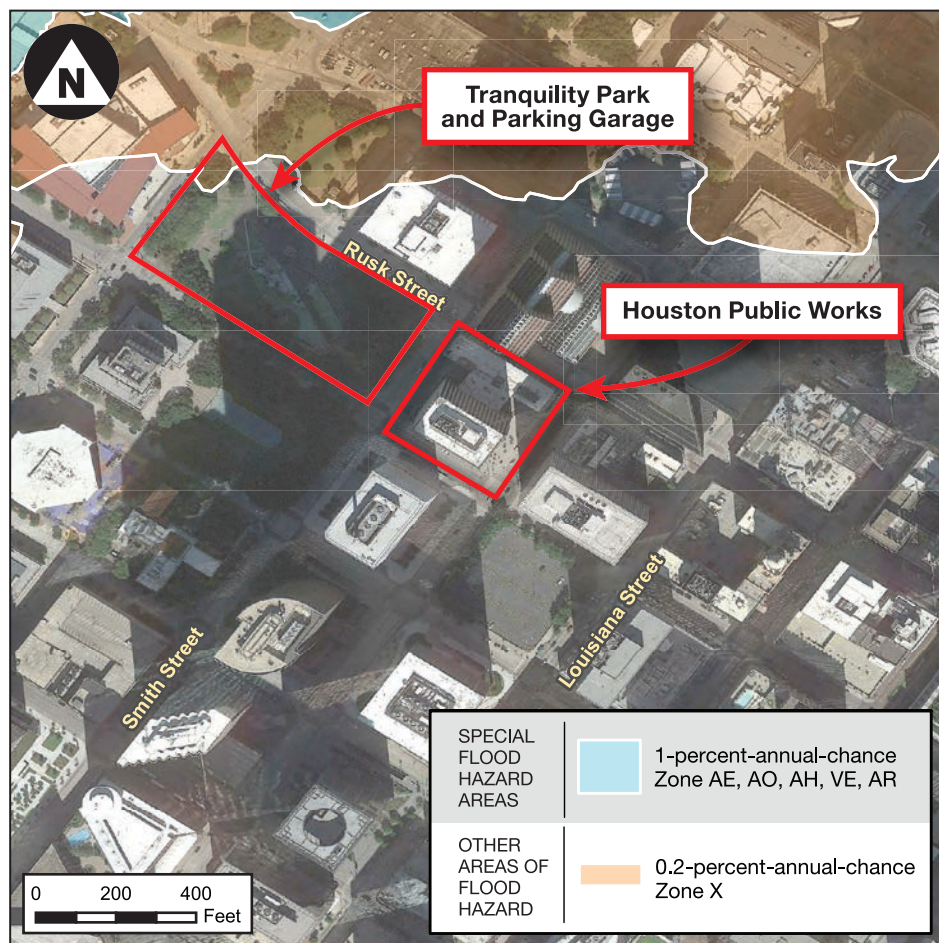 N
Tranquility Park
and Parking Garage
Rusk Street
Houston Public Works
Louisiana Street
Smith Street
SPECIAL
FLOOD
HAZARD
AREAS
1-percent-annual-chance
Zone AE, AO, AH, VE, AR
OTHER
AREAS OF
FLOOD
HAZARD
0.2-percent-annual-chance
Zone X
0 200 400
Feet